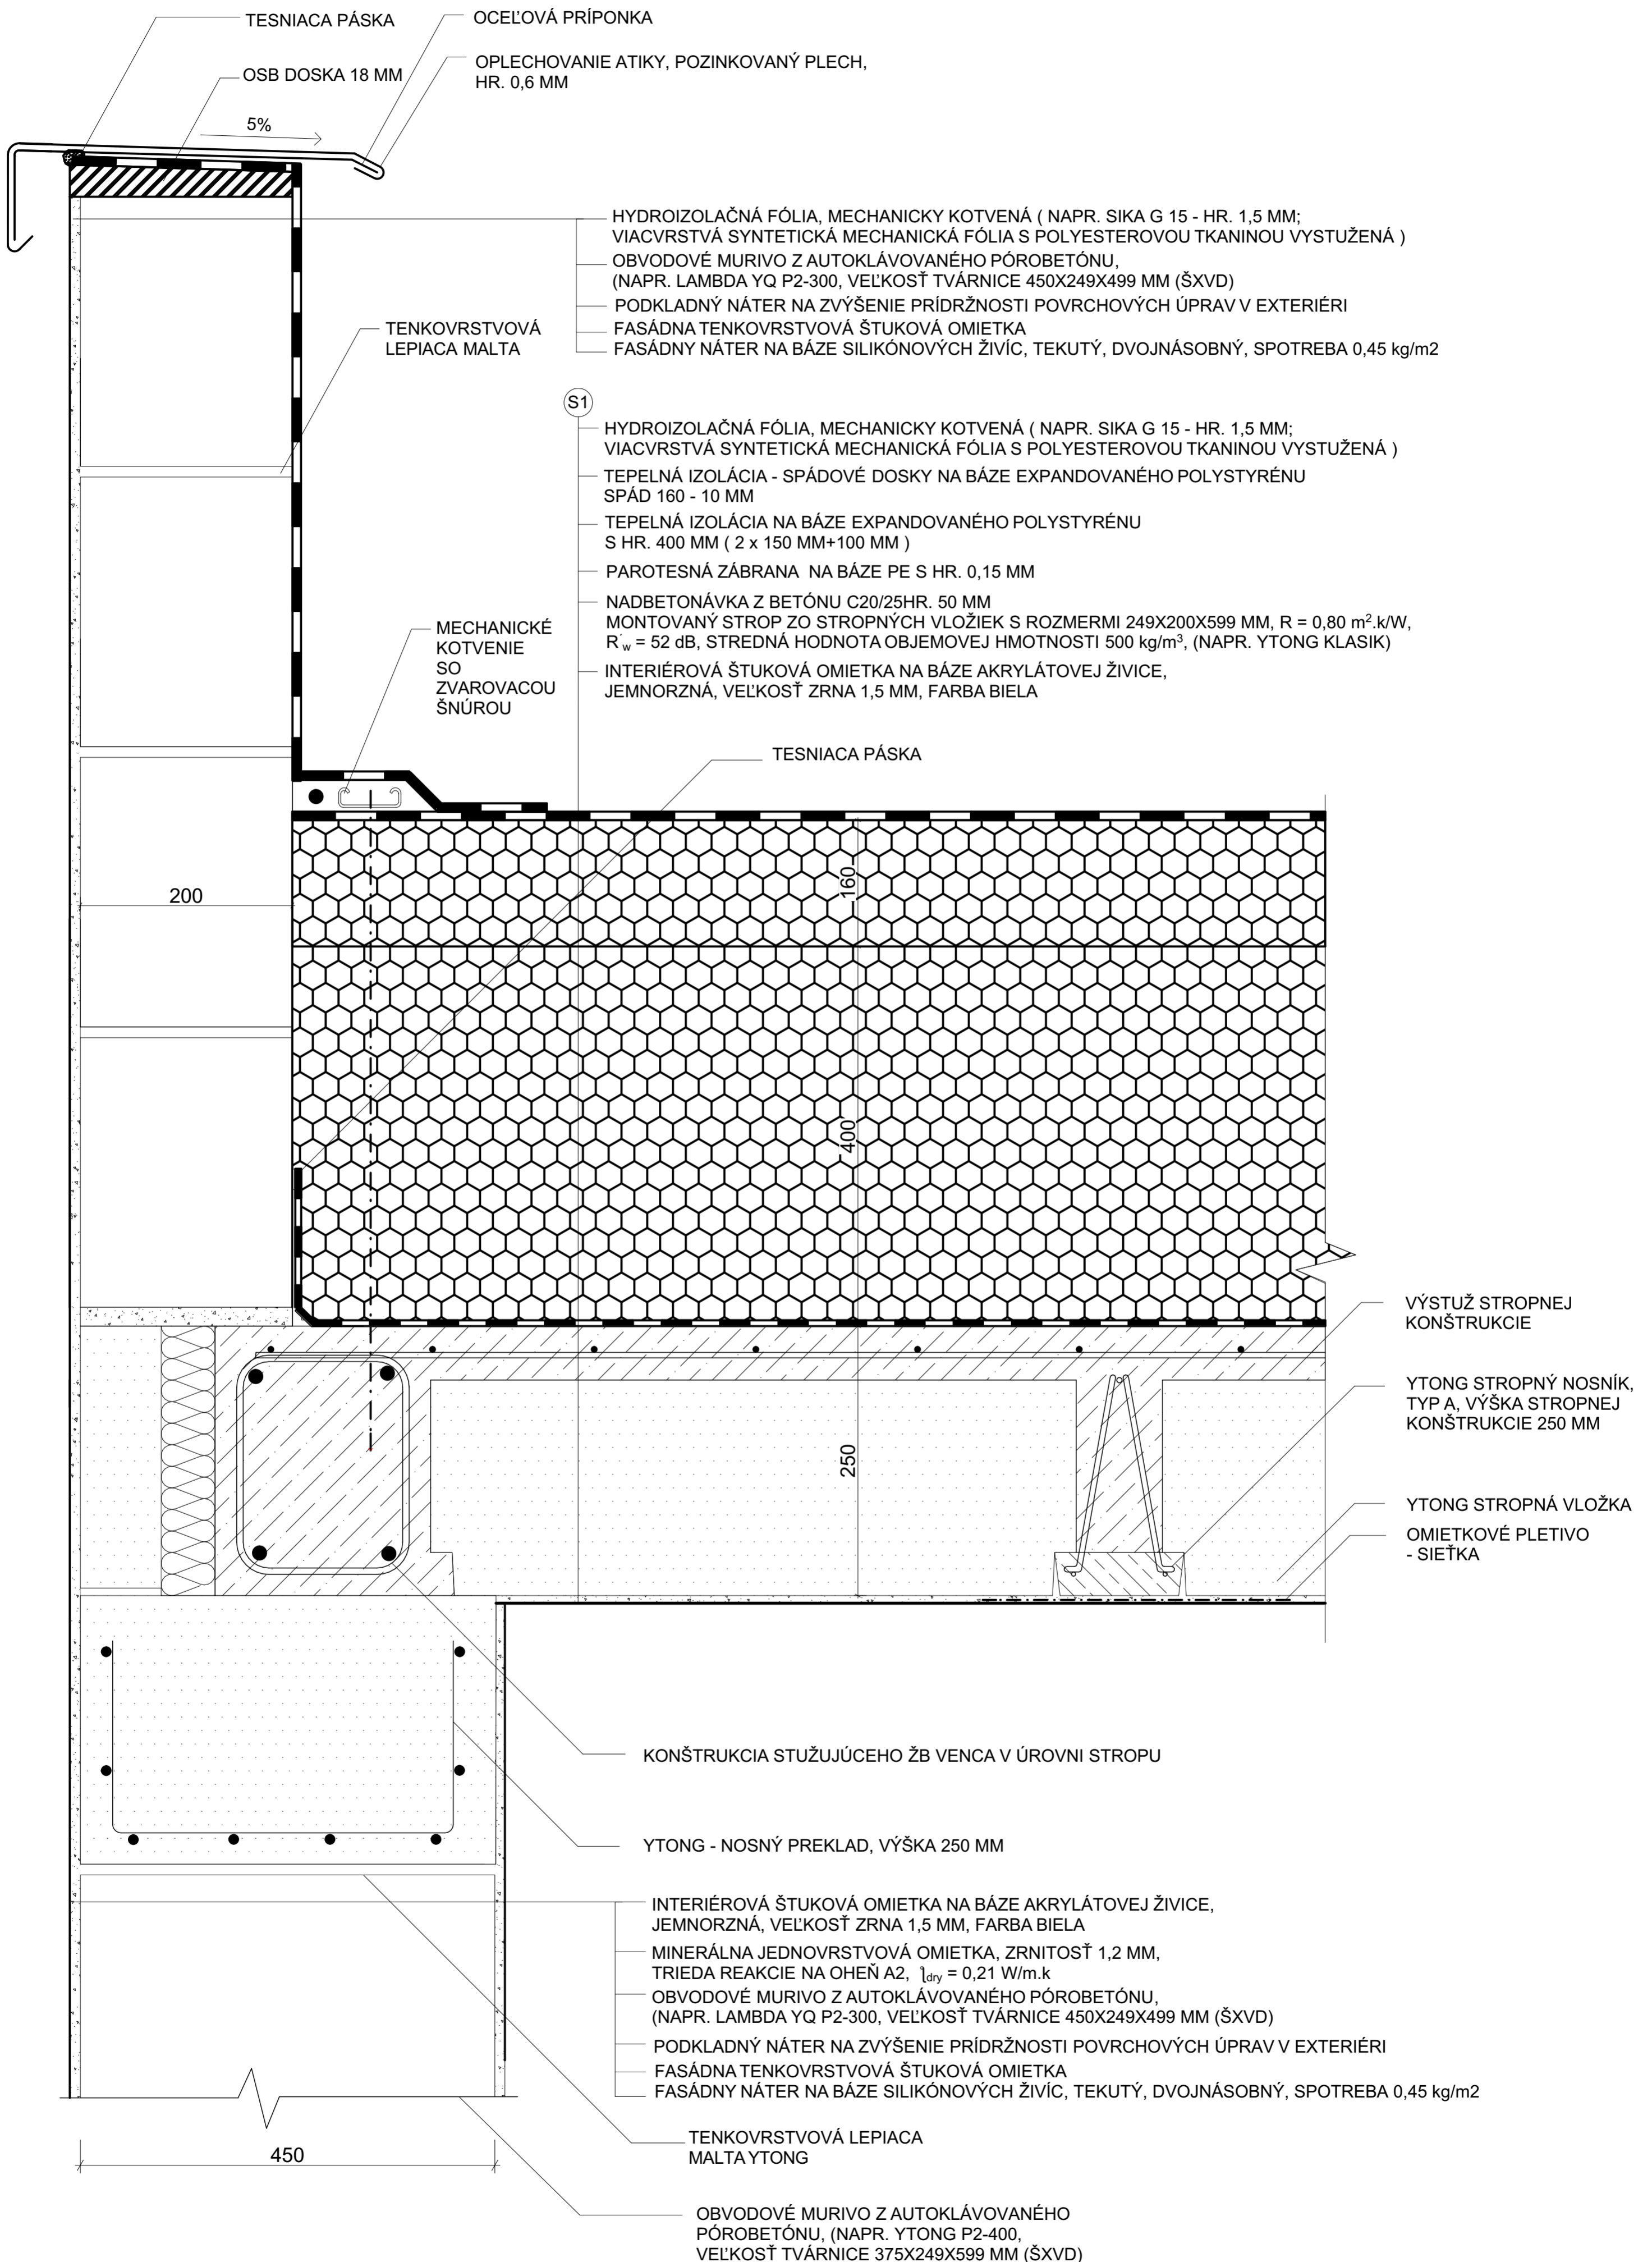 TESNIACA PÁSKA
OCEĽOVÁ PRÍPONKA
OSB DOSKA 18 MM
OPLECHOVANIE ATIKY, POZINKOVANÝ PLECH,
HR. 0,6 MM
5%
HYDROIZOLAČNÁ FÓLIA, MECHANICKY KOTVENÁ ( NAPR. SIKA G 15 - HR. 1,5 MM;
VIACVRSTVÁ SYNTETICKÁ MECHANICKÁ FÓLIA S POLYESTEROVOU TKANINOU VYSTUŽENÁ )
OBVODOVÉ MURIVO Z AUTOKLÁVOVANÉHO PÓROBETÓNU,
(NAPR. LAMBDA YQ P2-300, VEĽKOSŤ TVÁRNICE 450X249X499 MM (ŠXVD)
PODKLADNÝ NÁTER NA ZVÝŠENIE PRÍDRŽNOSTI POVRCHOVÝCH ÚPRAV V EXTERIÉRI
FASÁDNA TENKOVRSTVOVÁ ŠTUKOVÁ OMIETKA
FASÁDNY NÁTER NA BÁZE SILIKÓNOVÝCH ŽIVÍC, TEKUTÝ, DVOJNÁSOBNÝ, SPOTREBA 0,45 kg/m2
TENKOVRSTVOVÁ
LEPIACA MALTA
S1
HYDROIZOLAČNÁ FÓLIA, MECHANICKY KOTVENÁ ( NAPR. SIKA G 15 - HR. 1,5 MM;
VIACVRSTVÁ SYNTETICKÁ MECHANICKÁ FÓLIA S POLYESTEROVOU TKANINOU VYSTUŽENÁ )
TEPELNÁ IZOLÁCIA - SPÁDOVÉ DOSKY NA BÁZE EXPANDOVANÉHO POLYSTYRÉNU
SPÁD 160 - 10 MM
TEPELNÁ IZOLÁCIA NA BÁZE EXPANDOVANÉHO POLYSTYRÉNU
S HR. 400 MM ( 2 x 150 MM+100 MM )
PAROTESNÁ ZÁBRANA NA BÁZE PE S HR. 0,15 MM
NADBETONÁVKA Z BETÓNU C20/25HR. 50 MM
MONTOVANÝ STROP ZO STROPNÝCH VLOŽIEK S ROZMERMI 249X200X599 MM, R = 0,80 m².k/W,
R´w = 52 dB, STREDNÁ HODNOTA OBJEMOVEJ HMOTNOSTI 500 kg/m³, (NAPR. YTONG KLASIK)
INTERIÉROVÁ ŠTUKOVÁ OMIETKA NA BÁZE AKRYLÁTOVEJ ŽIVICE,
JEMNORZNÁ, VEĽKOSŤ ZRNA 1,5 MM, FARBA BIELA
MECHANICKÉ
KOTVENIE
SO
ZVAROVACOU
ŠNÚROU
TESNIACA PÁSKA
200
160
400
250
VÝSTUŽ STROPNEJ
KONŠTRUKCIE
YTONG STROPNÝ NOSNÍK,
TYP A, VÝŠKA STROPNEJ
KONŠTRUKCIE 250 MM
YTONG STROPNÁ VLOŽKA
OMIETKOVÉ PLETIVO
- SIEŤKA
KONŠTRUKCIA STUŽUJÚCEHO ŽB VENCA V ÚROVNI STROPU
YTONG - NOSNÝ PREKLAD, VÝŠKA 250 MM
INTERIÉROVÁ ŠTUKOVÁ OMIETKA NA BÁZE AKRYLÁTOVEJ ŽIVICE,
JEMNORZNÁ, VEĽKOSŤ ZRNA 1,5 MM, FARBA BIELA
MINERÁLNA JEDNOVRSTVOVÁ OMIETKA, ZRNITOSŤ 1,2 MM,
TRIEDA REAKCIE NA OHEŇ A2, dry = 0,21 W/m.k
OBVODOVÉ MURIVO Z AUTOKLÁVOVANÉHO PÓROBETÓNU,
(NAPR. LAMBDA YQ P2-300, VEĽKOSŤ TVÁRNICE 450X249X499 MM (ŠXVD)
PODKLADNÝ NÁTER NA ZVÝŠENIE PRÍDRŽNOSTI POVRCHOVÝCH ÚPRAV V EXTERIÉRI
FASÁDNA TENKOVRSTVOVÁ ŠTUKOVÁ OMIETKA
FASÁDNY NÁTER NA BÁZE SILIKÓNOVÝCH ŽIVÍC, TEKUTÝ, DVOJNÁSOBNÝ, SPOTREBA 0,45 kg/m2
TENKOVRSTVOVÁ LEPIACA
MALTA YTONG
450
OBVODOVÉ MURIVO Z AUTOKLÁVOVANÉHO
PÓROBETÓNU, (NAPR. YTONG P2-400,
VEĽKOSŤ TVÁRNICE 375X249X599 MM (ŠXVD)